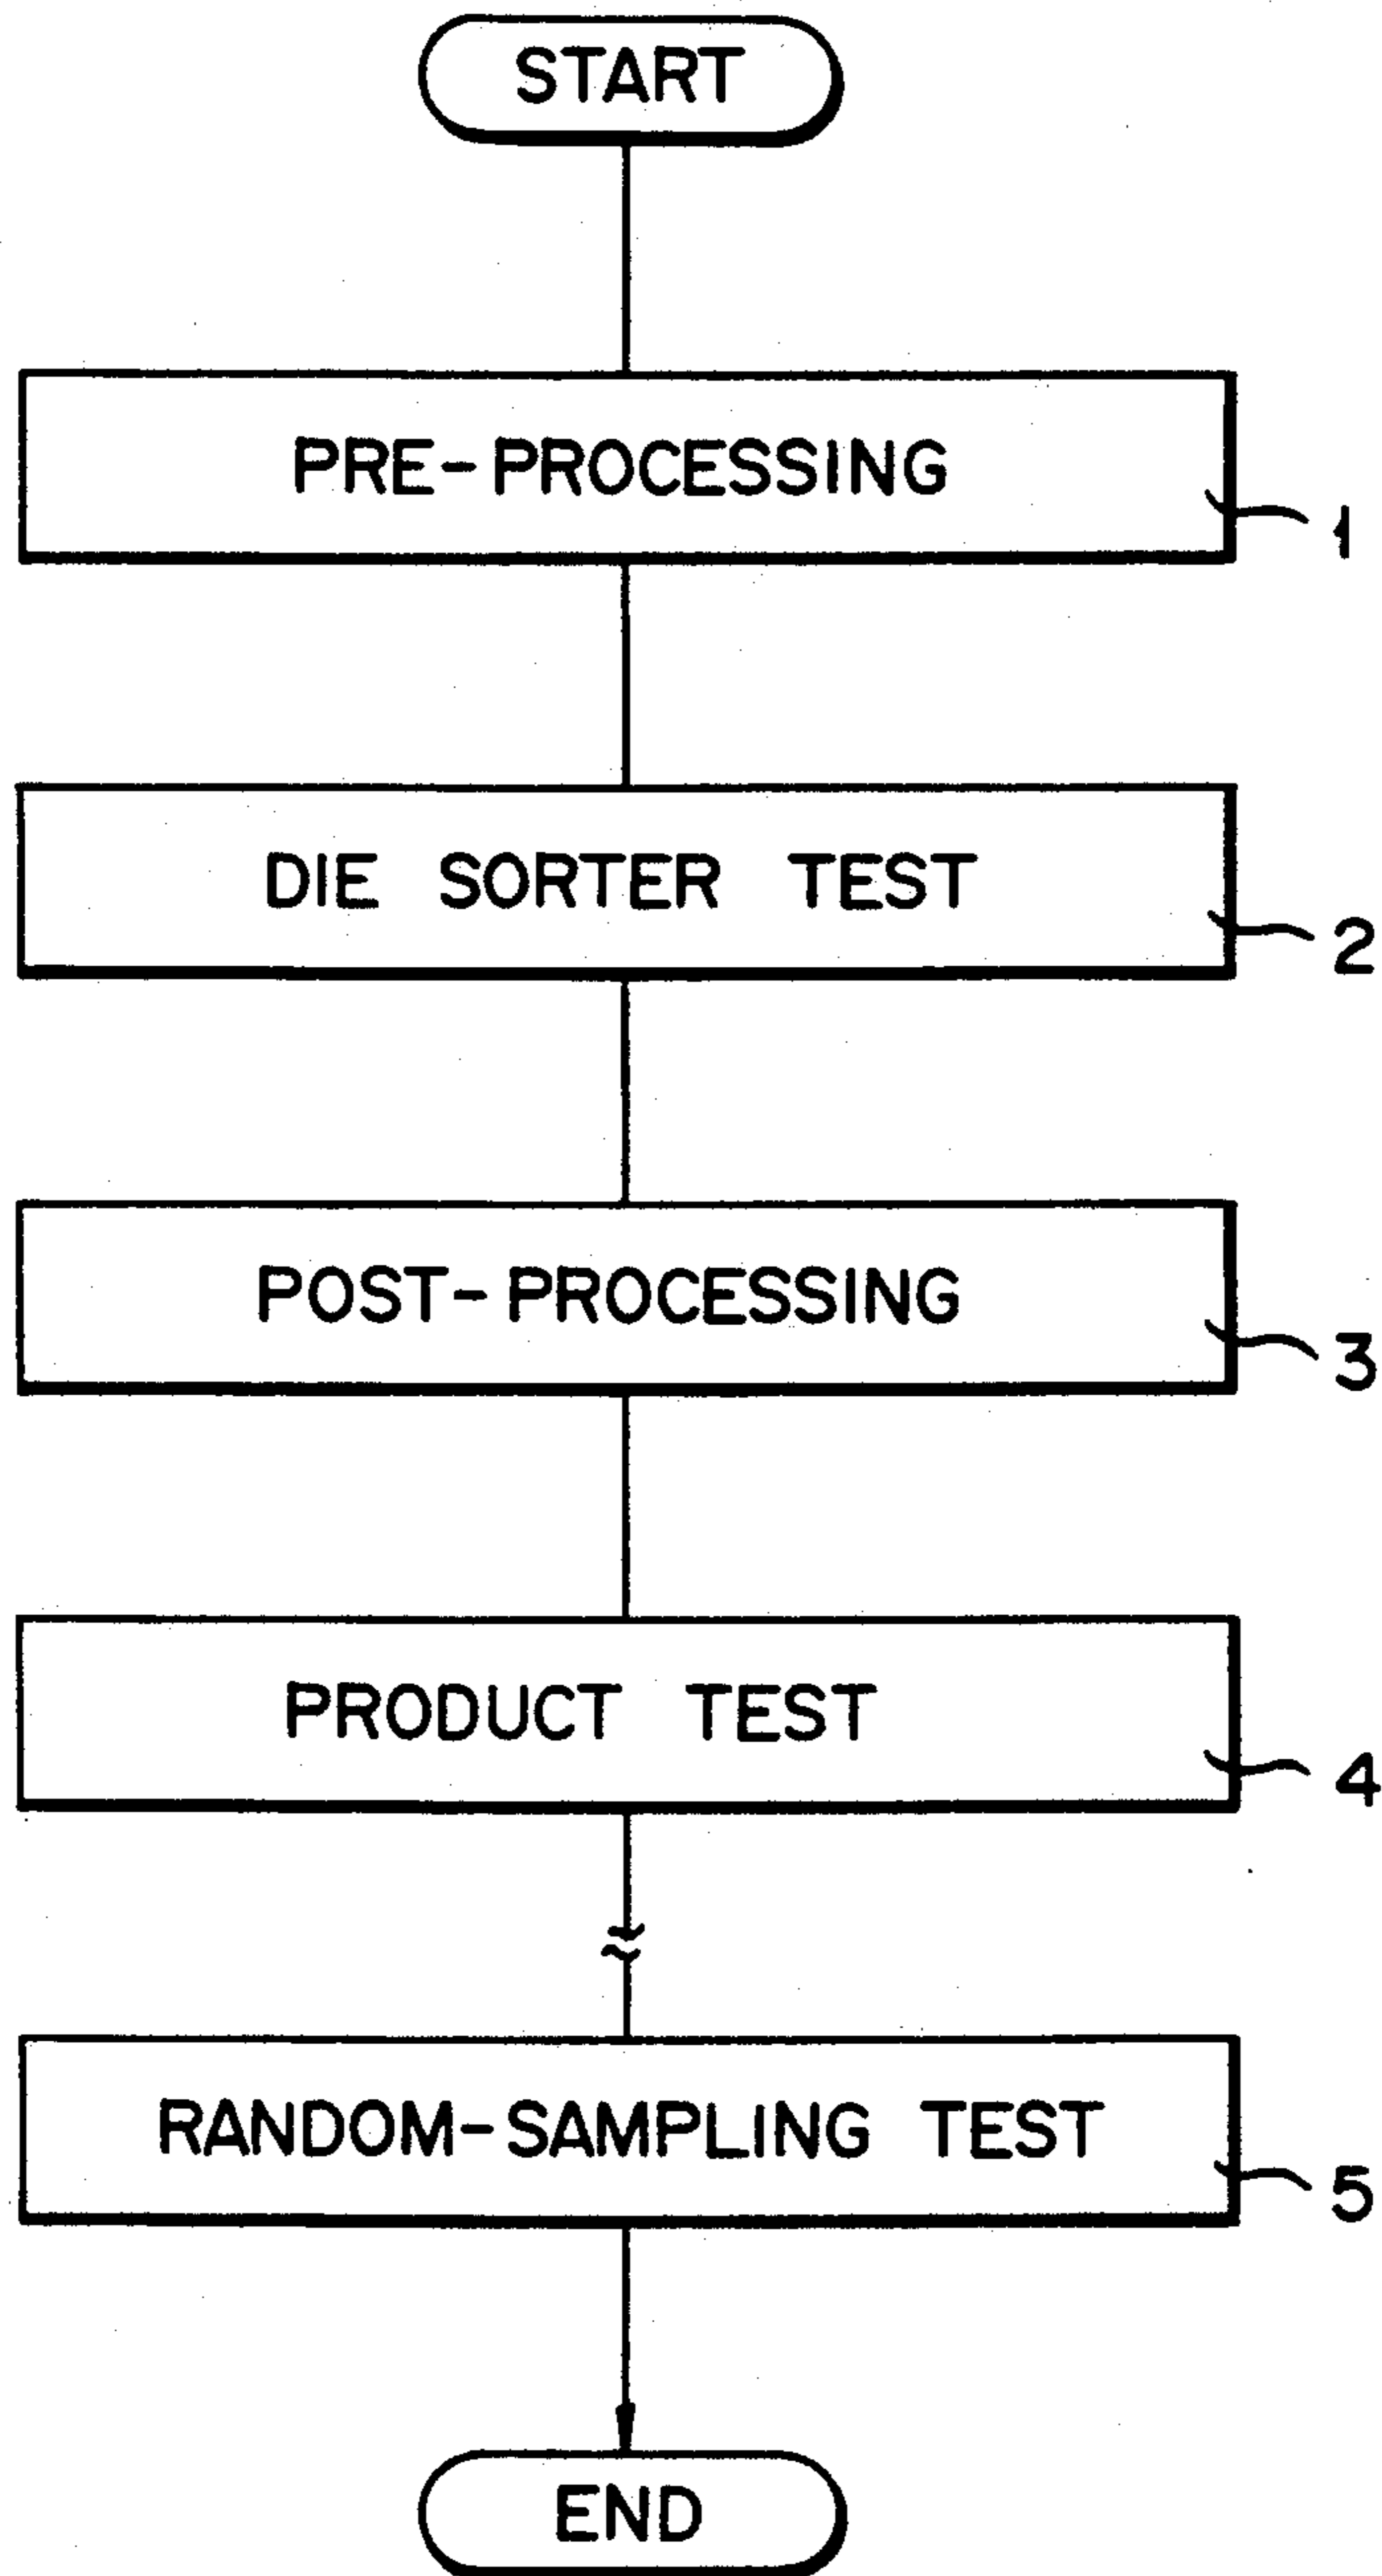 START
PRE-PROCESSING
1
DIE SORTER TEST
2
POST-PROCESSING
3
PRODUCT TEST
4
RANDOM-SAMPLING TEST
5
END